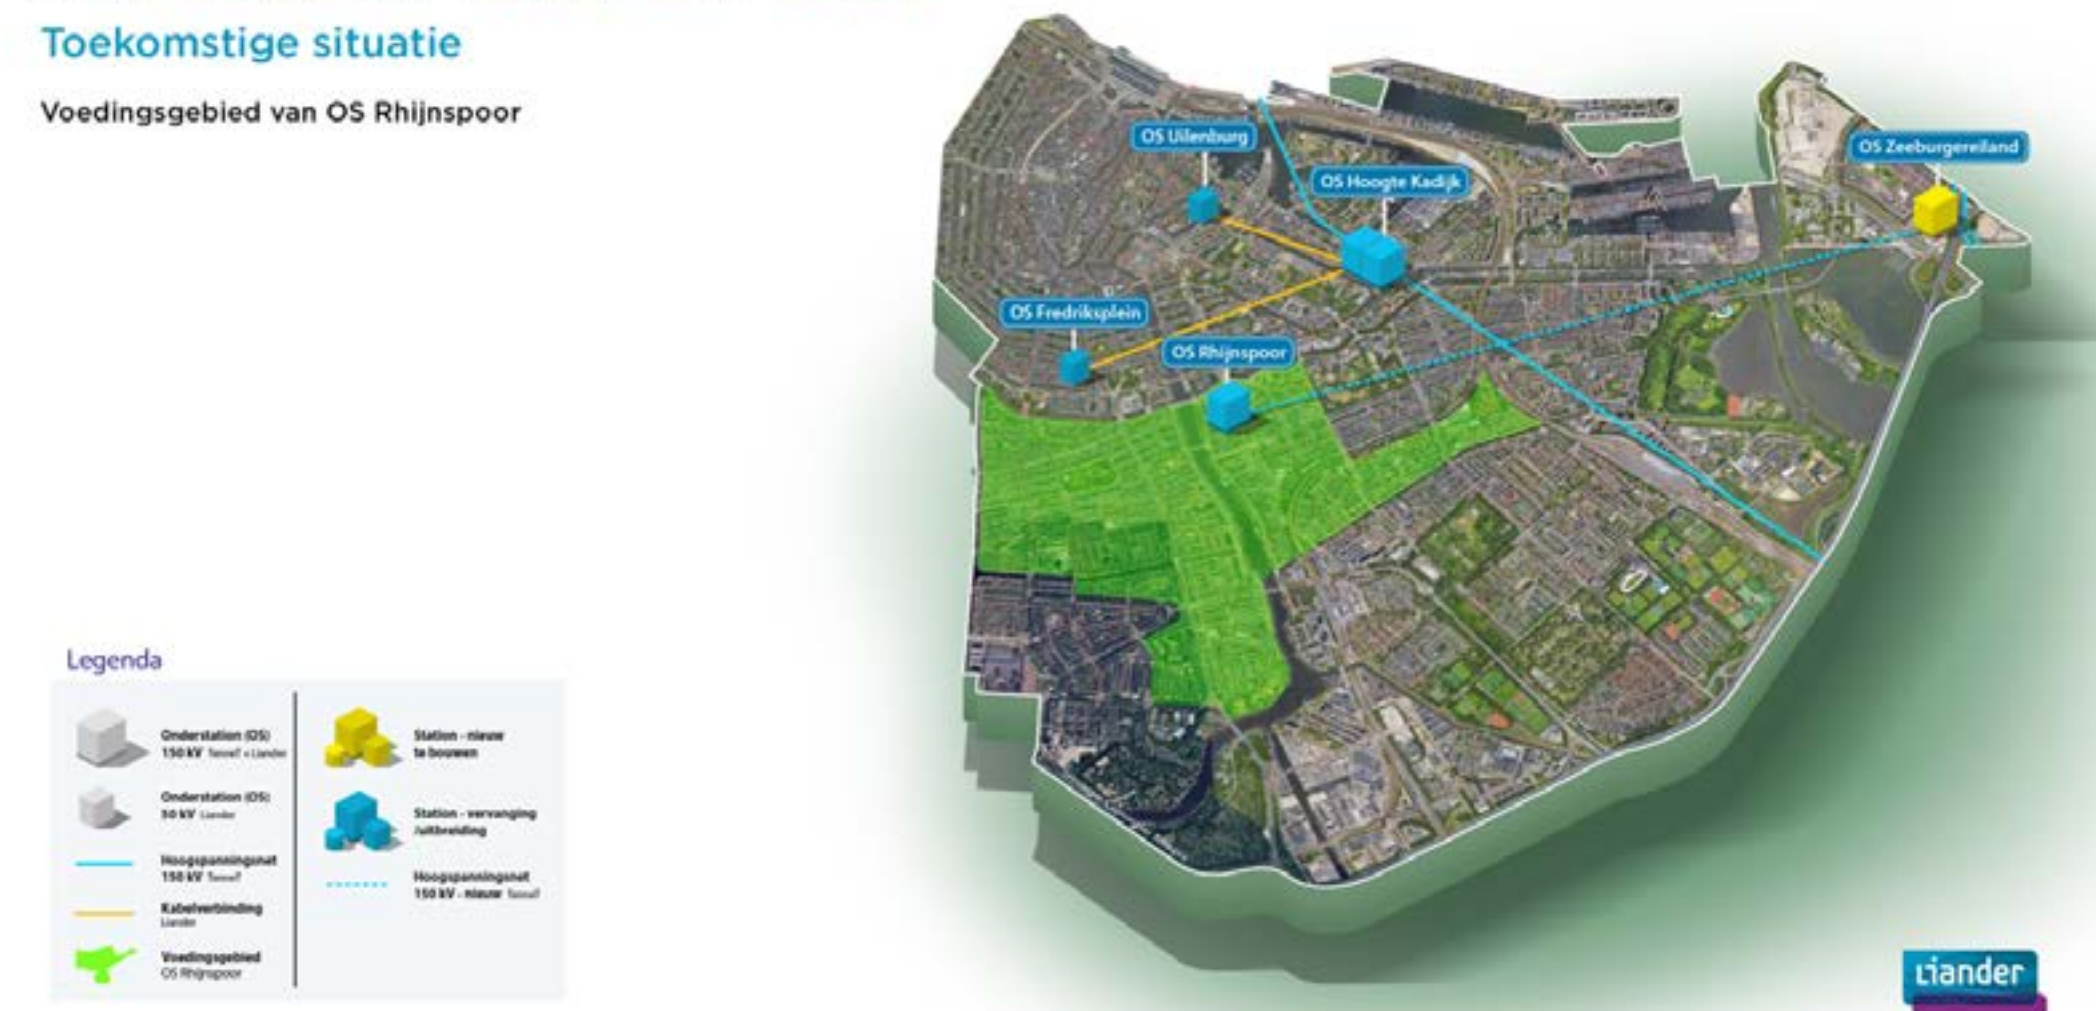 Toekomstige situatie
Voedingsgebied van OS Rhijnspoor
OS Uilenburg
OS Hoogte Kadijk
OS Zeeburgereiland
OS Fredriksplein
OS Rhijnspoor
Legenda
Onderstation (OS)
150 kV TenneT + Liander
Onderstation (OS)
50 kV Liander
Hoogspanningsnet
150 kV TenneT
Kabelverbinding
Liander
Voedingsgebied
OS Rhijnspoor
Station - nieuw
te bouwen
Station - vervanging
/uitbreiding
Hoogspanningsnet
150 kV - nieuw TenneT
Liander